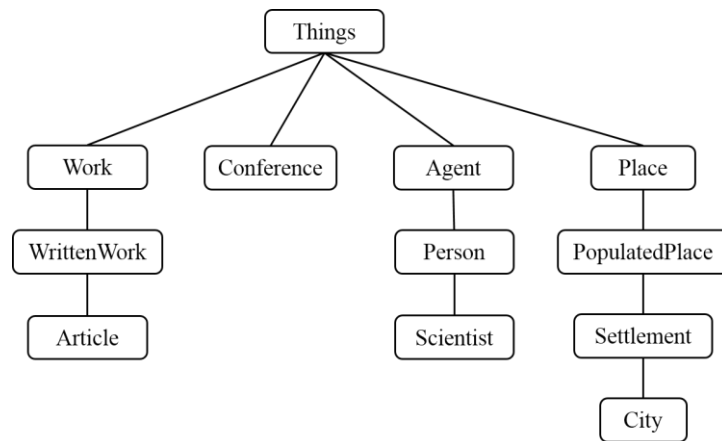 Things
Work
Conference
Agent
Place
WrittenWork
Person
PopulatedPlace
Article
Scientist
Settlement
City